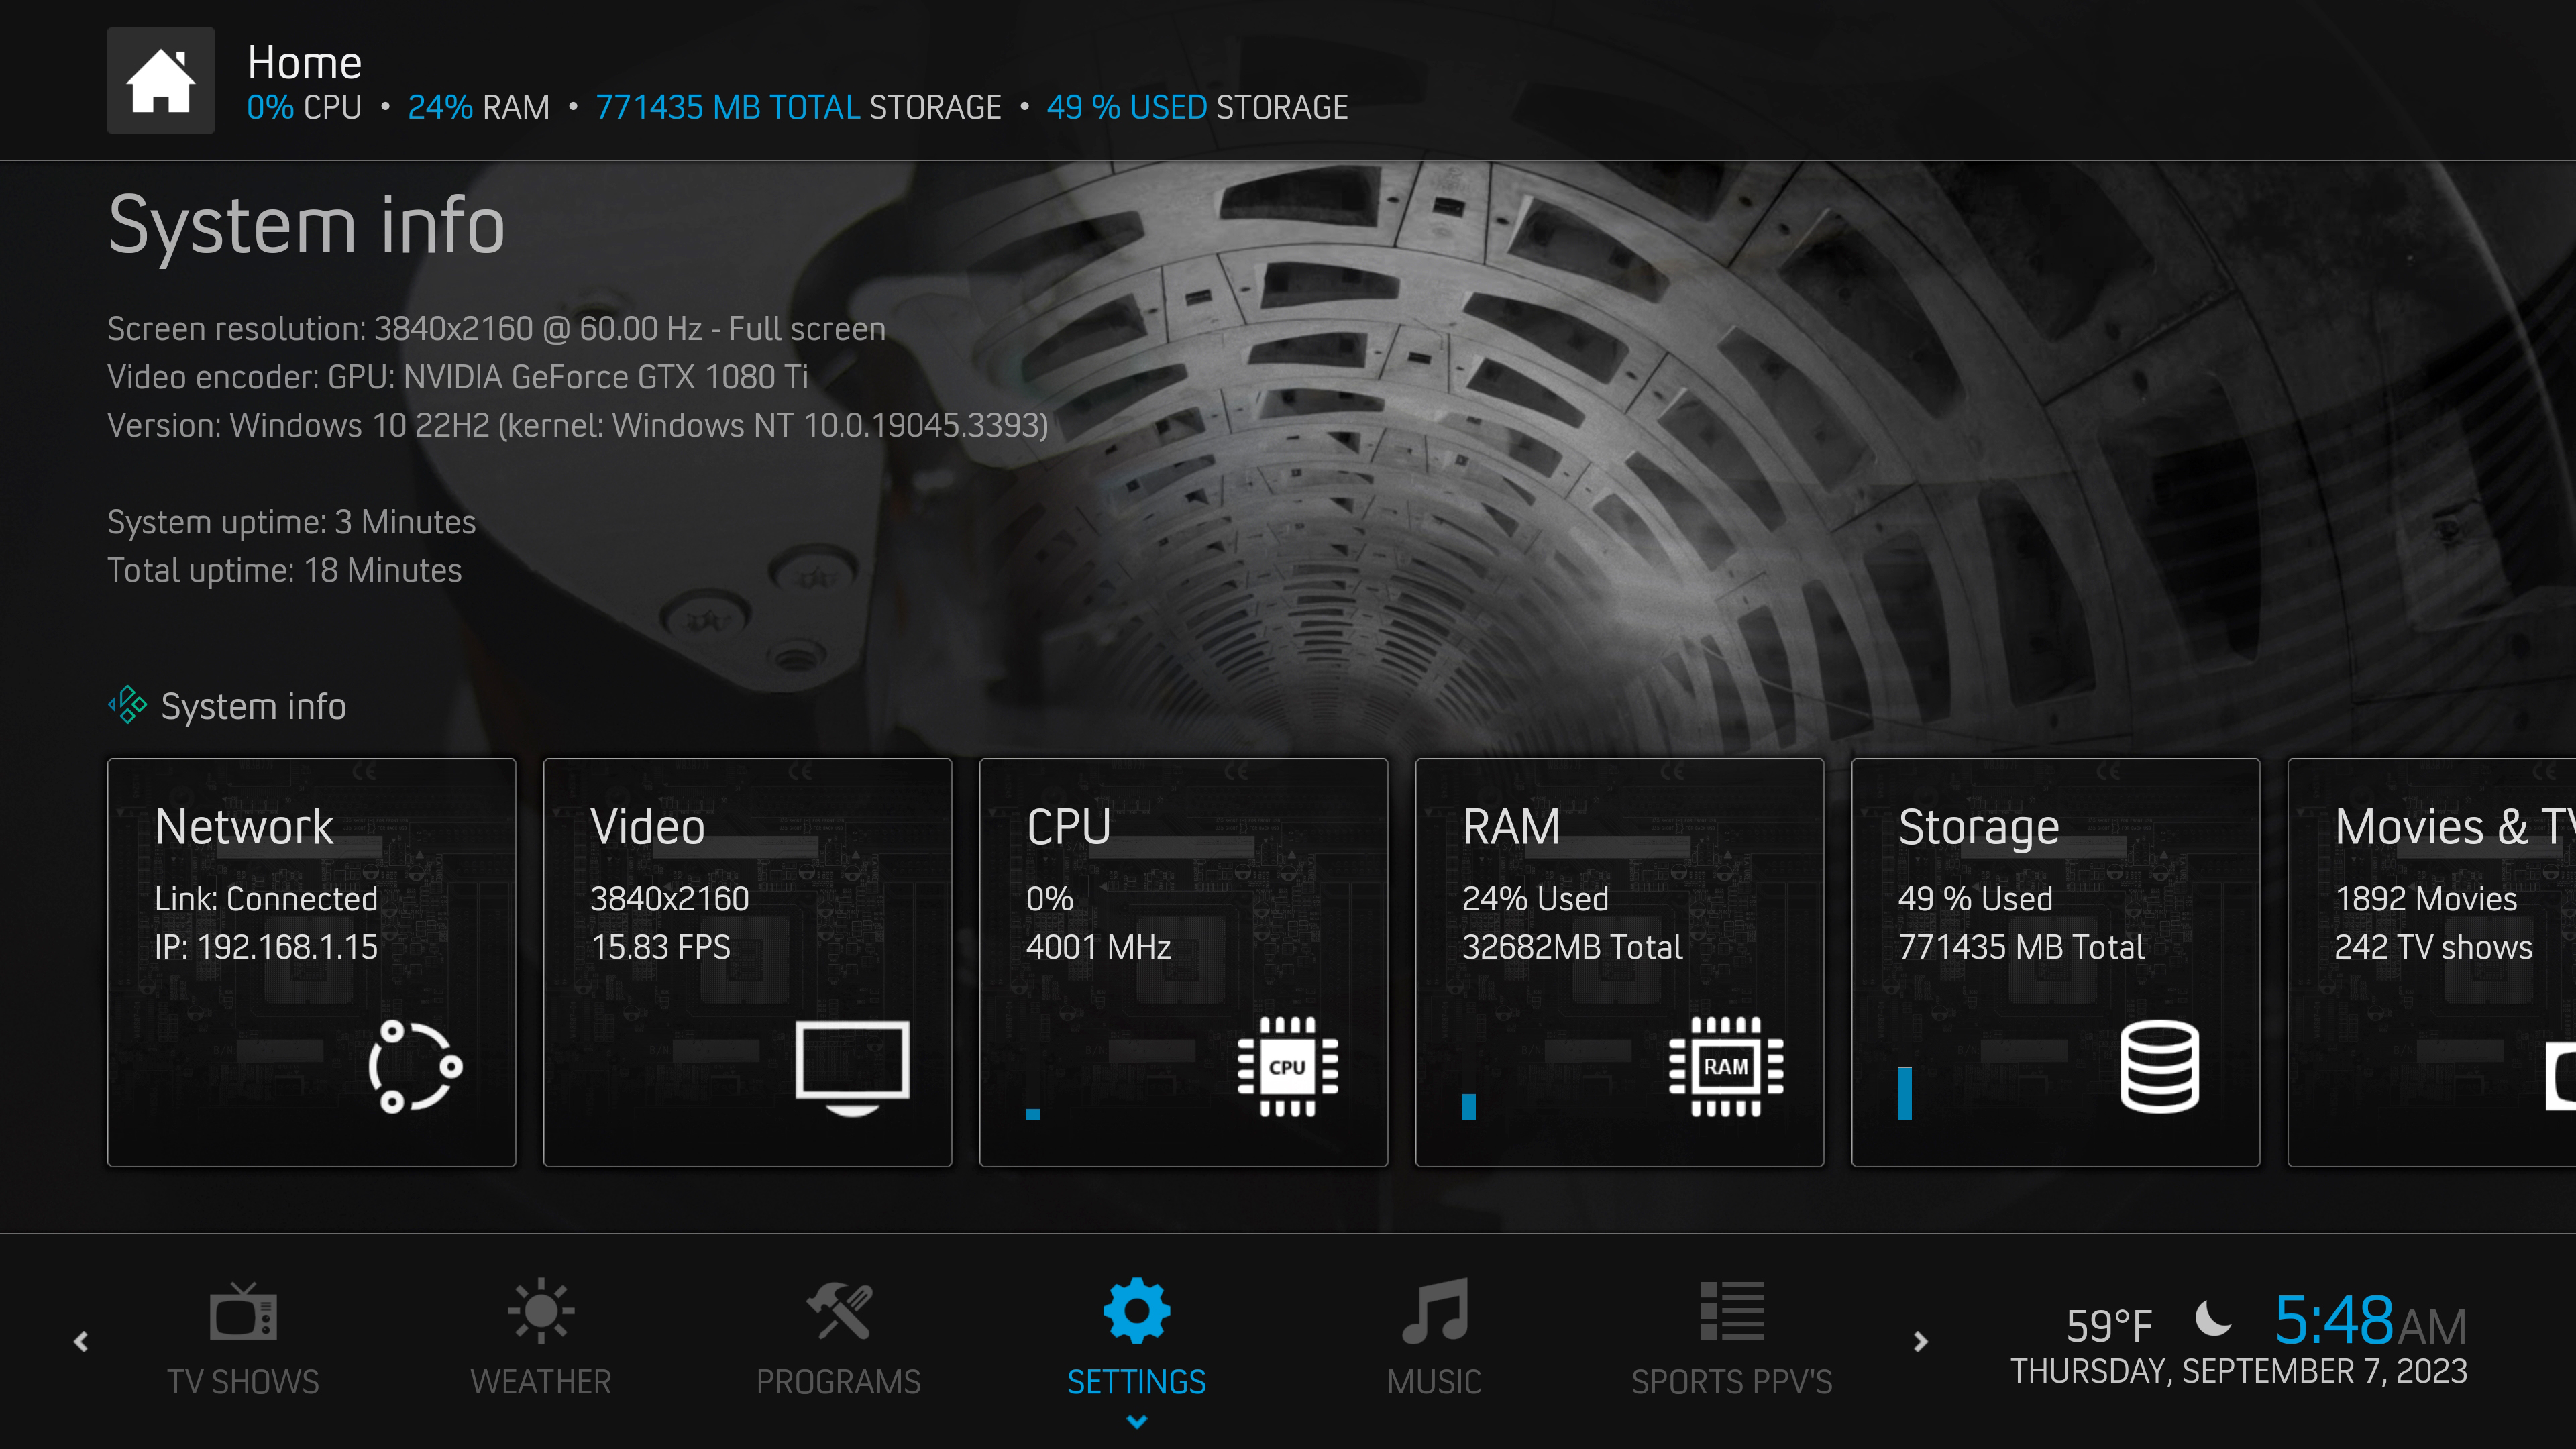 Home
0% CPU • 24% RAM • 771435 MB TOTAL STORAGE • 49 % USED STORAGE
System info
Screen resolution: 3840x2160 @ 60.00 Hz - Full screen
Video encoder: GPU: NVIDIA GeForce GTX 1080 Ti
Version: Windows 10 22H2 (kernel: Windows NT 10.0.19045.3393)
System uptime: 3 Minutes
Total uptime: 18 Minutes
System info
Network
Link: Connected
IP: 192.168.1.15
Video
3840x2160
15.83 FPS
CPU
0%
4001 MHz
CPU
RAM
24% Used
32682MB Total
RAM
Storage
49 % Used
771435 MB Total
Movies & TV
1892 Movies
242 TV shows
TV SHOWS
WEATHER
PROGRAMS
SETTINGS
MUSIC
SPORTS PPV'S
59°F 5:48AM
THURSDAY, SEPTEMBER 7, 2023